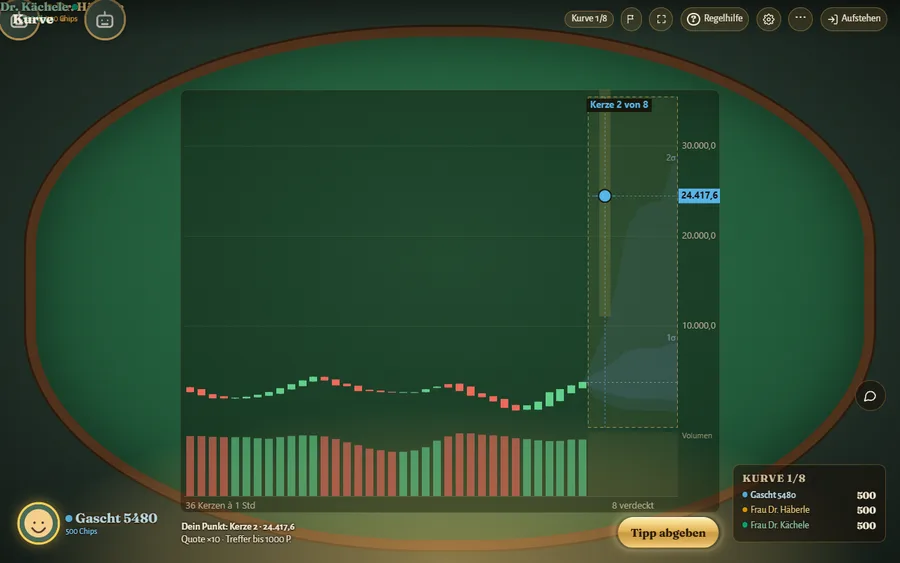 Dr. Kächele: H
Kurve
Chips
Kurve 1/8
Regelhilfe
Aufstehen
Kerze 2 von 8
30.000,0
2σ
24.417,6
20.000,0
10.000,0
1σ
Volumen
36 Kerzen à 1 Std
8 verdeckt
Gascht 5480
500 Chips
Dein Punkt: Kerze 2 · 24.417,6
Quote ×10 · Treffer bis 1000 P
Tipp abgeben
KURVE 1/8
Gascht 5480 500
Frau Dr. Häberle 500
Frau Dr. Kächele 500